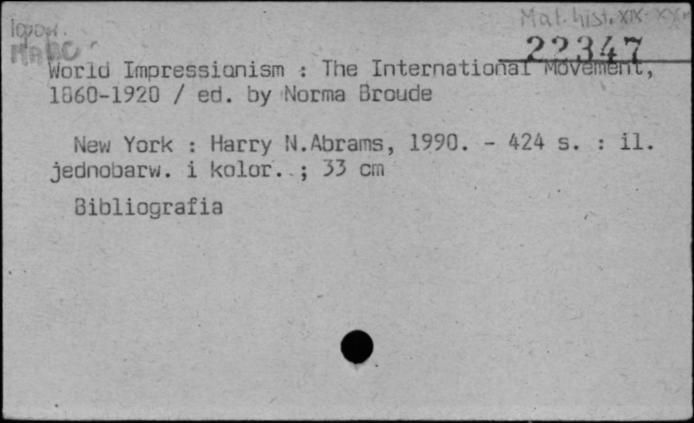 Mal. hist. XIX-XX
22347
World Impressionism : The International Movement,
1860-1920 / ed. by Norma Broude
New York : Harry N.Abrams, 1990. - 424 s. : il.
jednobarw. i kolor. ; 33 cm
Bibliografia